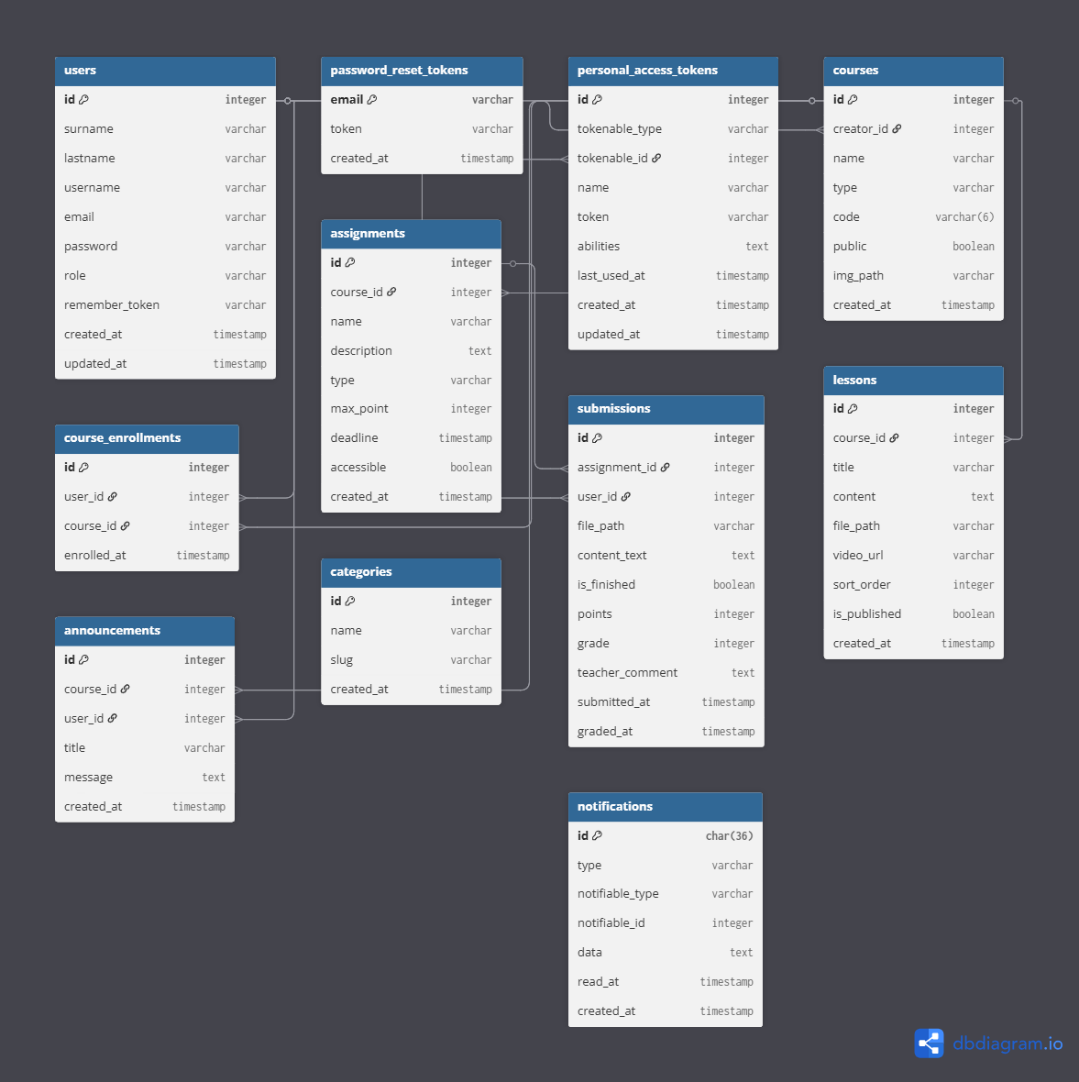 users
id integer
surname varchar
lastname varchar
username varchar
email varchar
password varchar
role varchar
remember_token varchar
created_at timestamp
updated_at timestamp
password_reset_tokens
email varchar
token varchar
created_at timestamp
personal_access_tokens
id integer
tokenable_type varchar
tokenable_id integer
name varchar
token varchar
abilities text
last_used_at timestamp
created_at timestamp
updated_at timestamp
courses
id integer
creator_id integer
name varchar
type varchar
code varchar(6)
public boolean
img_path varchar
created_at timestamp
assignments
id integer
course_id integer
name varchar
description text
type varchar
max_point integer
deadline timestamp
accessible boolean
created_at timestamp
lessons
id integer
course_id integer
title varchar
content text
file_path varchar
video_url varchar
sort_order integer
is_published boolean
created_at timestamp
submissions
id integer
assignment_id integer
user_id integer
file_path varchar
content_text text
is_finished boolean
points integer
grade integer
teacher_comment text
submitted_at timestamp
graded_at timestamp
course_enrollments
id integer
user_id integer
course_id integer
enrolled_at timestamp
categories
id integer
name varchar
slug varchar
created_at timestamp
announcements
id integer
course_id integer
user_id integer
title varchar
message text
created_at timestamp
notifications
id char(36)
type varchar
notifiable_type varchar
notifiable_id integer
data text
read_at timestamp
created_at timestamp
dbdiagram.io